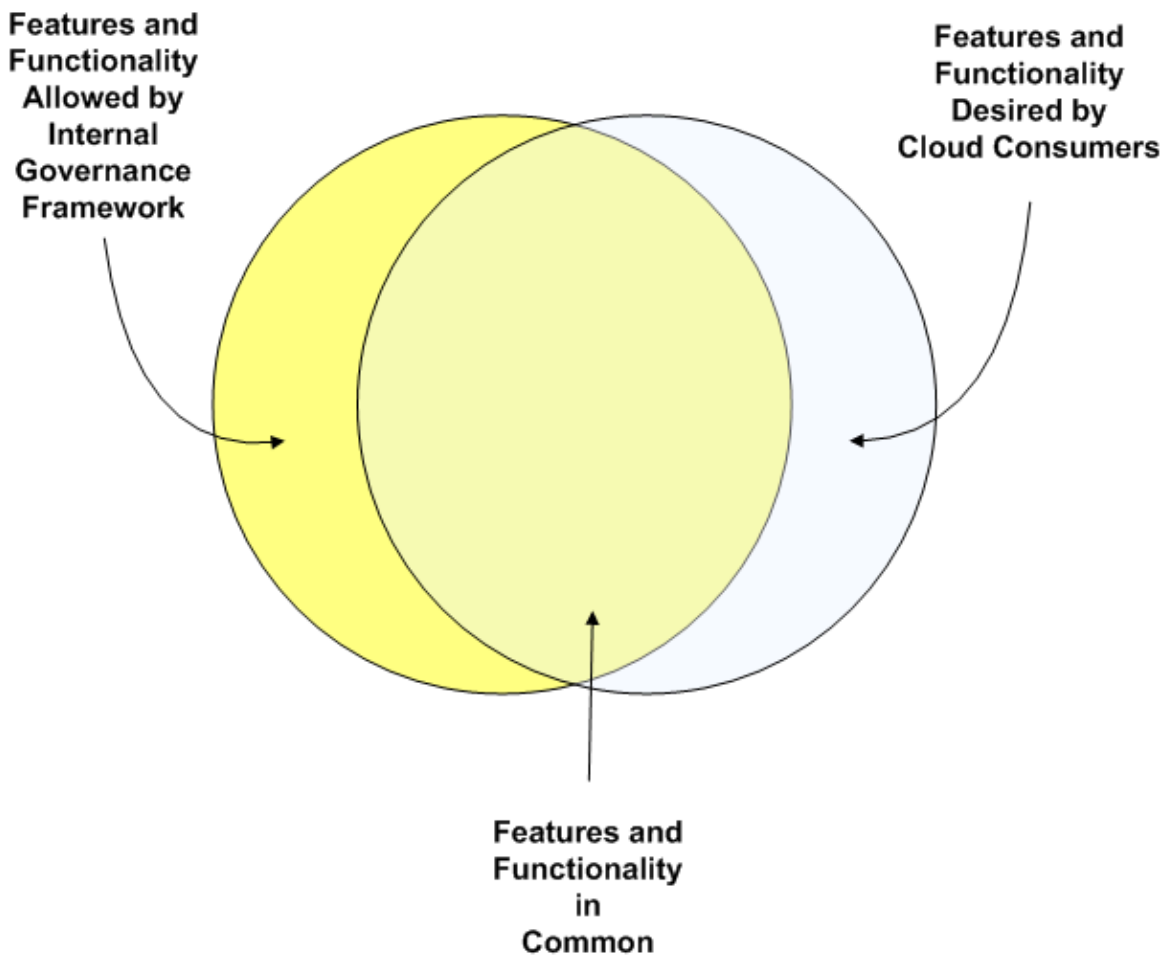 Features and
Functionality
Allowed by
Internal
Governance
Framework
Features and
Functionality
Desired by
Cloud Consumers
Features and
Functionality
in
Common